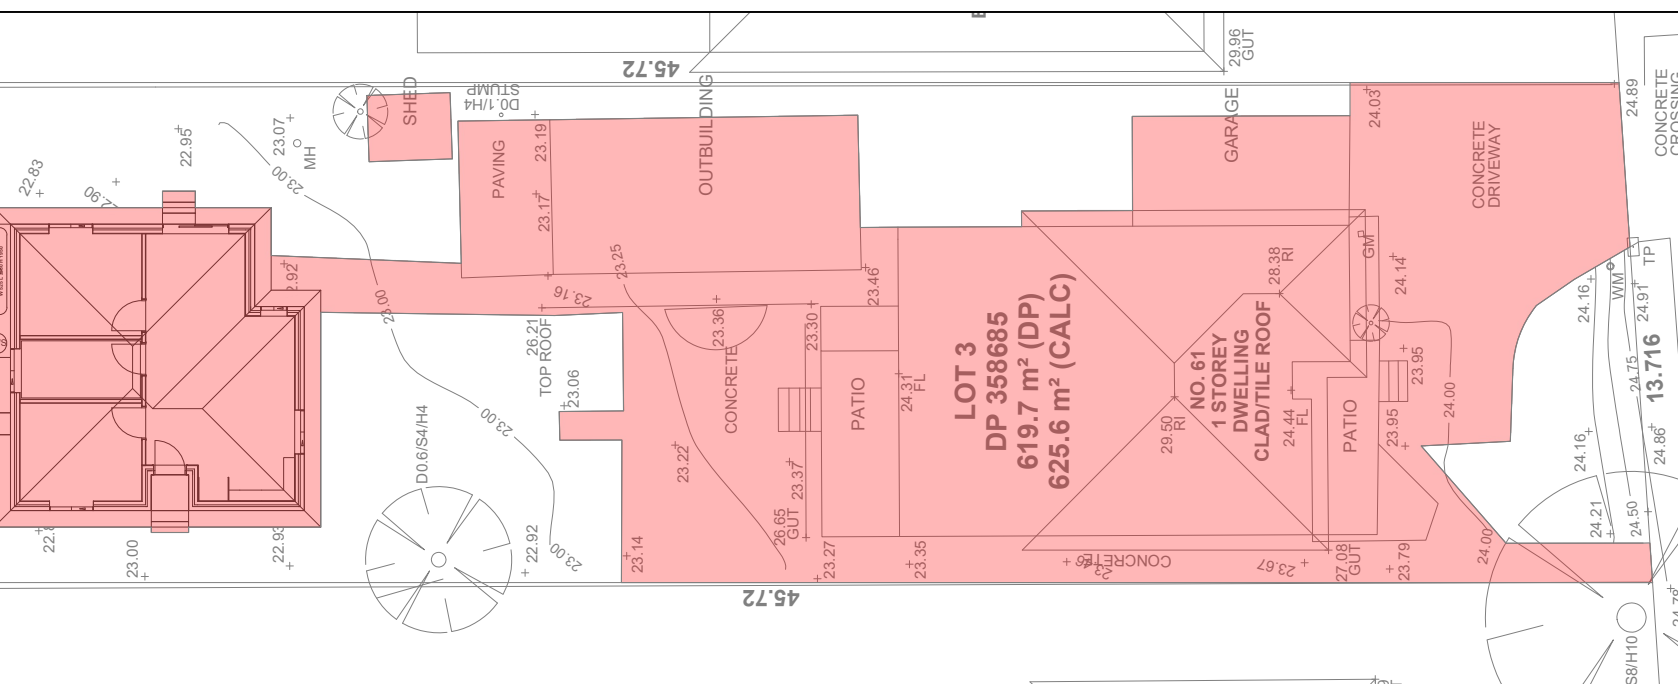 45.72
29.96
GUT
SHED
D0.1/H4
STUMP
OUTBUILDING
GARAGE
24.03
24.89
CONCRETE
CROSSING
CONCRETE
DRIVEWAY
22.83
22.95
23.07
MH
23.00
PAVING
23.19
23.17
22.90
23.25
23.46
23.16
23.36
23.30
23.00
26.21
TOP ROOF
23.06
CONCRETE
PATIO
24.31
FL
LOT 3
DP 358685
619.7 m² (DP)
625.6 m² (CALC)
NO. 61
1 STOREY
DWELLING
CLAD/TILE ROOF
28.38
RI
29.50
RI
24.44
FL
PATIO
GM
24.14
23.95
23.95
24.00
24.16
WM
TP
24.91
24.75
13.716
24.16
24.86
24.21
24.50
D0.6/S4/H4
23.00
23.22
23.37
26.65
GUT
23.00
22.92
23.00
23.14
23.27
23.35
CONCRETE
23.67
27.08
GUT
23.79
24.00
45.72
S8/H10